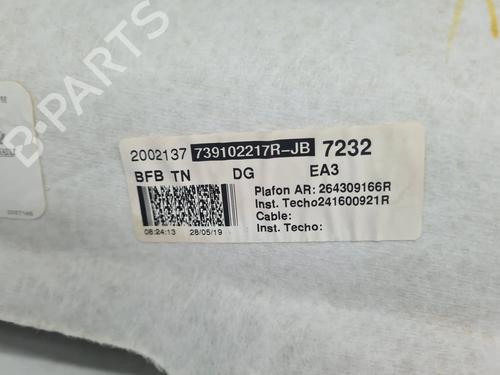 B-PARTS
2002137 739102217R-JB 7232
BFB TN DG EA3
Plafon AR: 264309166R
Inst. Techo241600921R
Cable:
Inst. Techo:
08:24:13 28/05/19